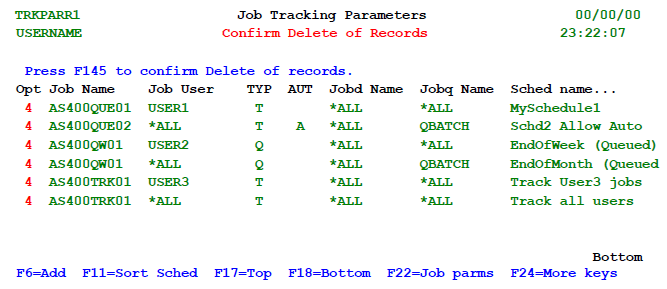 TRKPARR1 Job Tracking Parameters 00/00/00
USERNAME Confirm Delete of Records 23:22:07
Press F145 to confirm Delete of records.
Opt Job Name Job User TYP AUT Jobd Name Jobq Name Sched name...
4 AS400QUE01 USER1 T *ALL *ALL MySchedule1
4 AS400QUE02 *ALL T A *ALL QBATCH Schd2 Allow Auto
4 AS400QW01 USER2 Q *ALL *ALL EndOfWeek (Queued)
4 AS400QW01 *ALL Q *ALL QBATCH EndOfMonth (Queued
4 AS400TRK01 USER3 T *ALL *ALL Track User3 jobs
4 AS400TRK01 *ALL T *ALL *ALL Track all users
Bottom
F6=Add F11=Sort Sched F17=Top F18=Bottom F22=Job parms F24=More keys